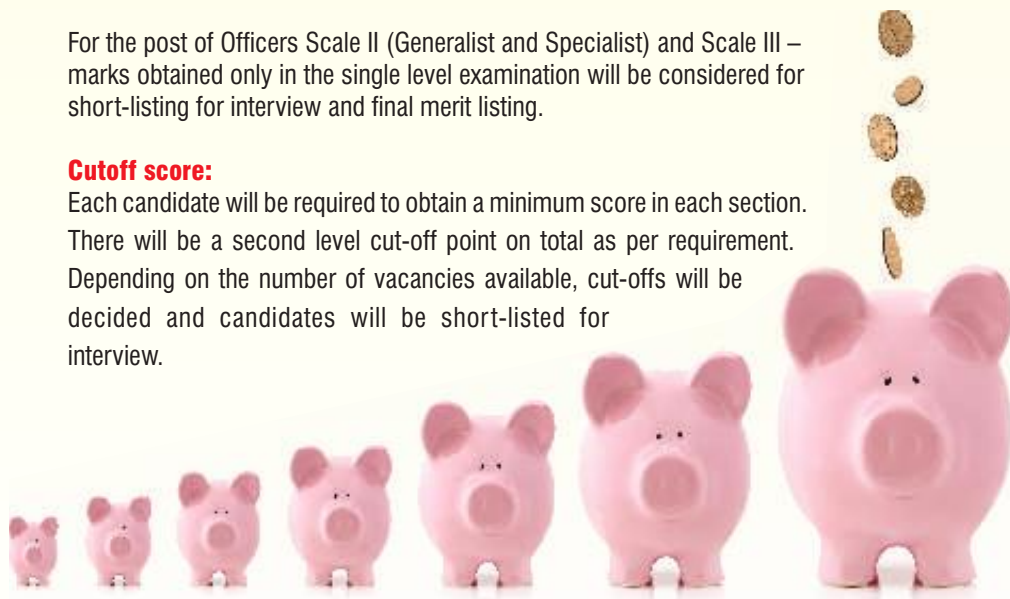 For the post of Officers Scale II (Generalist and Specialist) and Scale III –
marks obtained only in the single level examination will be considered for
short-listing for interview and final merit listing.
Cutoff score:
Each candidate will be required to obtain a minimum score in each section.
There will be a second level cut-off point on total as per requirement.
Depending on the number of vacancies available, cut-offs will be
decided and candidates will be short-listed for
interview.